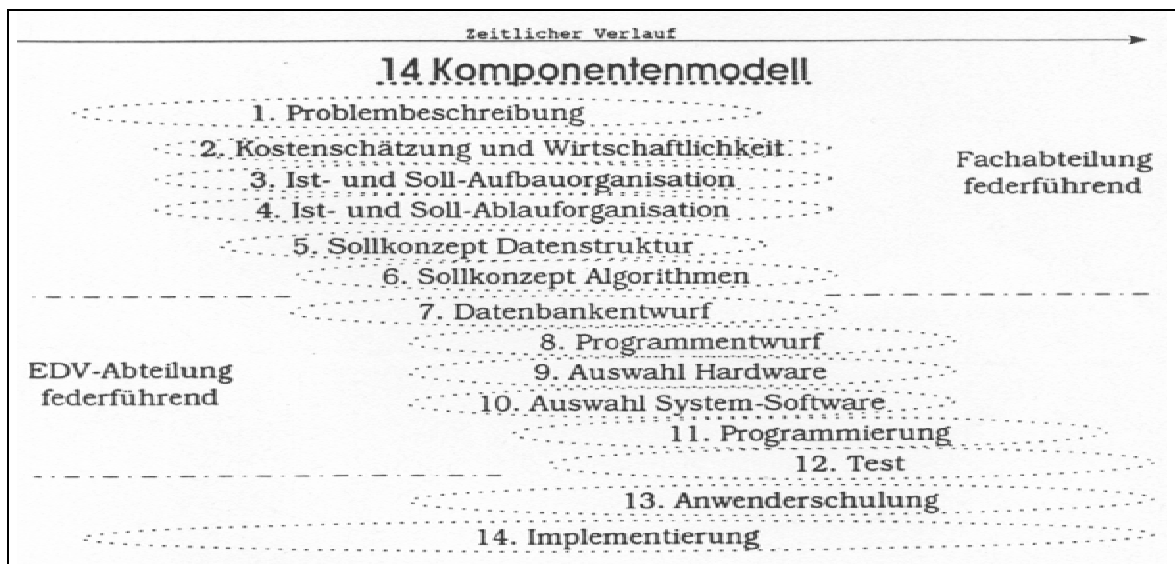 Zeitlicher Verlauf
14 Komponentenmodell
1. Problembeschreibung
2. Kostenschätzung und Wirtschaftlichkeit
3. Ist- und Soll-Aufbauorganisation
4. Ist- und Soll-Ablauforganisation
5. Sollkonzept Datenstruktur
6. Sollkonzept Algorithmen
Fachabteilung
federführend
7. Datenbankentwurf
8. Programmentwurf
9. Auswahl Hardware
10. Auswahl System-Software
11. Programmierung
12. Test
EDV-Abteilung
federführend
13. Anwenderschulung
14. Implementierung